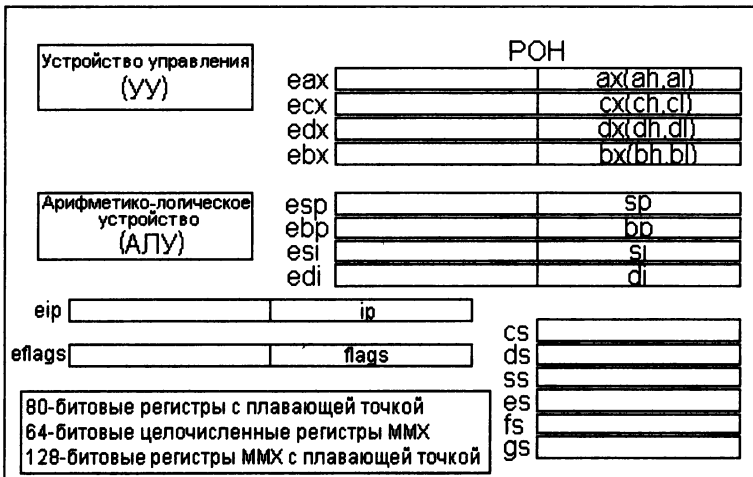 Устройство управления
(УУ)
РОН
eax ax(ah,al)
ecx cx(ch,cl)
edx dx(dh,dl)
ebx bx(bh,bl)
Арифметико-логическое
устройство
(АЛУ)
esp sp
ebp bp
esi si
edi di
eip ip
eflags flags
cs
ds
ss
es
fs
gs
80-битовые регистры с плавающей точкой
64-битовые целочисленные регистры MMX
128-битовые регистры MMX с плавающей точкой